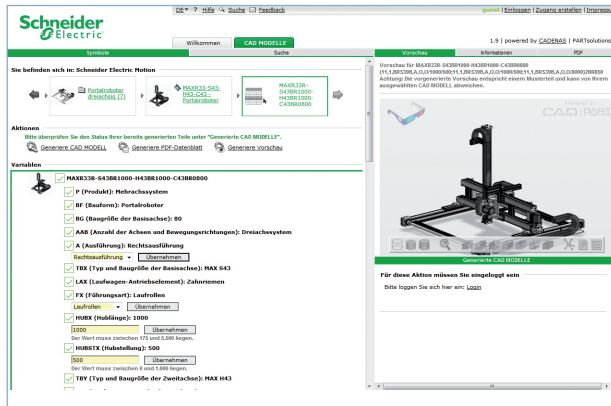 Schneider
Electric
DE ? Hilfe Suche Feedback
guest | Einloggen | Zugang erstellen | Impressu
Willkommen CAD MODELLE
1.9 | powered by CADENAS | PARTsolutions
Symbole Suche
Vorschau Informationen PDF
Sie befinden sich in: Schneider Electric Motion
Portalroboter dreiachsig [7]
MAXR33-S43-
H43-C43 -
Portalroboter
MAXR33R-
S43BR1000-
H43BR1000-
C43BR0800
Aktionen
Bitte überprüfen Sie den Status Ihrer bereits generierten Teile unter "Generierte CAD MODELLE".
Generiere CAD MODELL Generiere PDF-Datenblatt Generiere Vorschau
Variablen
MAXR33R-S43BR1000-H43BR1000-C43BR0800
P (Produkt): Mehrachssystem
BF (Bauform): Portalroboter
BG (Baugröße der Basisachse): 80
AAB (Anzahl der Achsen und Bewegungsrichtungen): Dreiachssystem
A (Ausführung): Rechtsausführung
Rechtsausführung Übernehmen
TBX (Typ und Baugröße der Basisachse): MAX S43
LAX (Laufwagen-Antriebselement): Zahnriemen
FX (Führungsart): Laufrollen
Laufrollen Übernehmen
HUBX (Hublänge): 1000
1000 Übernehmen
Der Wert muss zwischen 175 und 5.500 liegen.
HUBSTX (Hubstellung): 500
500 Übernehmen
Der Wert muss zwischen 0 und 1.000 liegen.
TBY (Typ und Baugröße der Zweitachse): MAX H43
Vorschau für MAXR33R-S43BR1000-H43BR1000-C43BR0800
Achtung: Die vorgenerierte Vorschau entspricht einem Musterteil und kann von ihrem
ausgewählten CAD MODELL abweichen.
POWERED BY
CAD PART
Generierte CAD MODELLE
Für diese Aktion müssen Sie eingeloggt sein
Bitte loggen Sie sich hier ein: Login